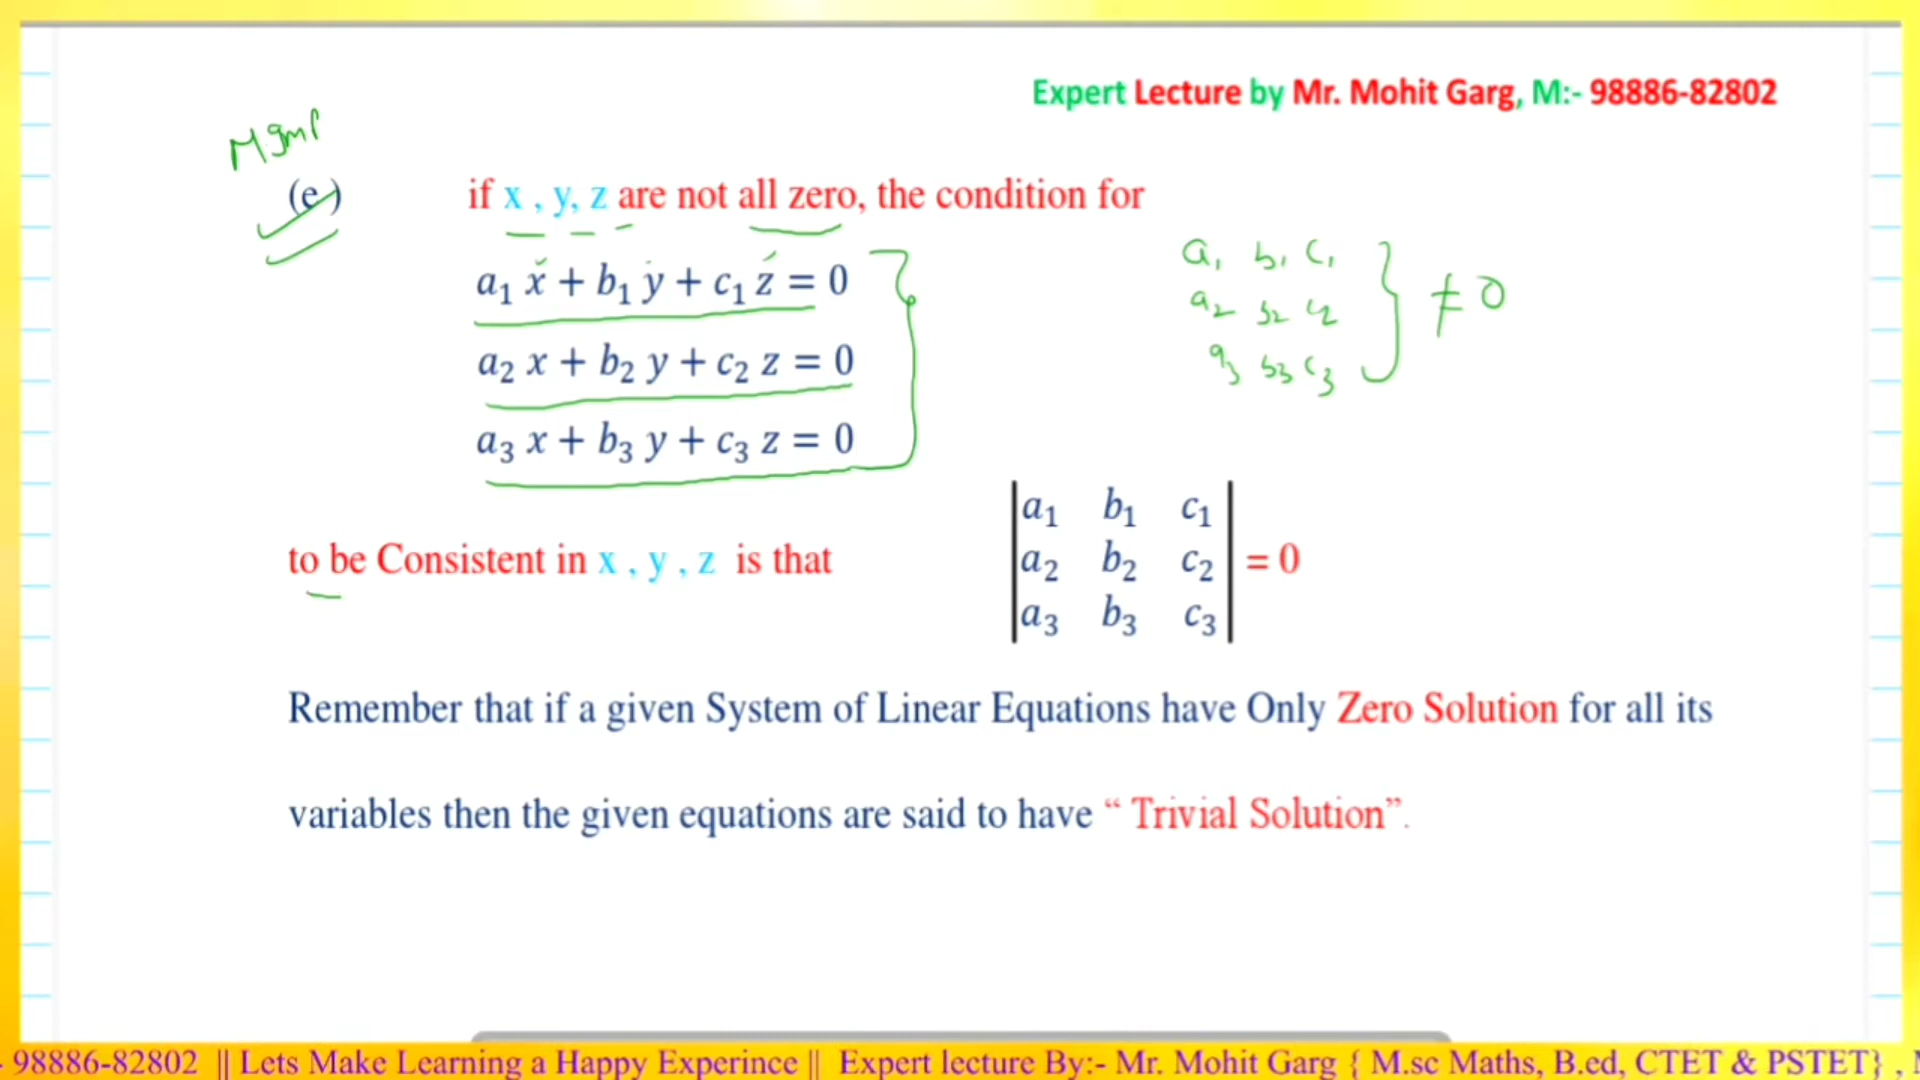 Expert Lecture by Mr. Mohit Garg, M:- 98886-82802
(e)
if x , y, z are not all zero, the condition for
a₁ x + b₁ y + c₁ z = 0
a₂ x + b₂ y + c₂ z = 0
a₃ x + b₃ y + c₃ z = 0
a₁ b₁ c₁
a₂ b₂ c₂ } ≠ 0
a₃ b₃ c₃
to be Consistent in x , y , z is that
|a₁ b₁ c₁|
|a₂ b₂ c₂| = 0
|a₃ b₃ c₃|
Remember that if a given System of Linear Equations have Only Zero Solution for all its
variables then the given equations are said to have “ Trivial Solution”.
- 98886-82802 || Lets Make Learning a Happy Experince || Expert lecture By:- Mr. Mohit Garg { M.sc Maths, B.ed, CTET & PSTET} ,